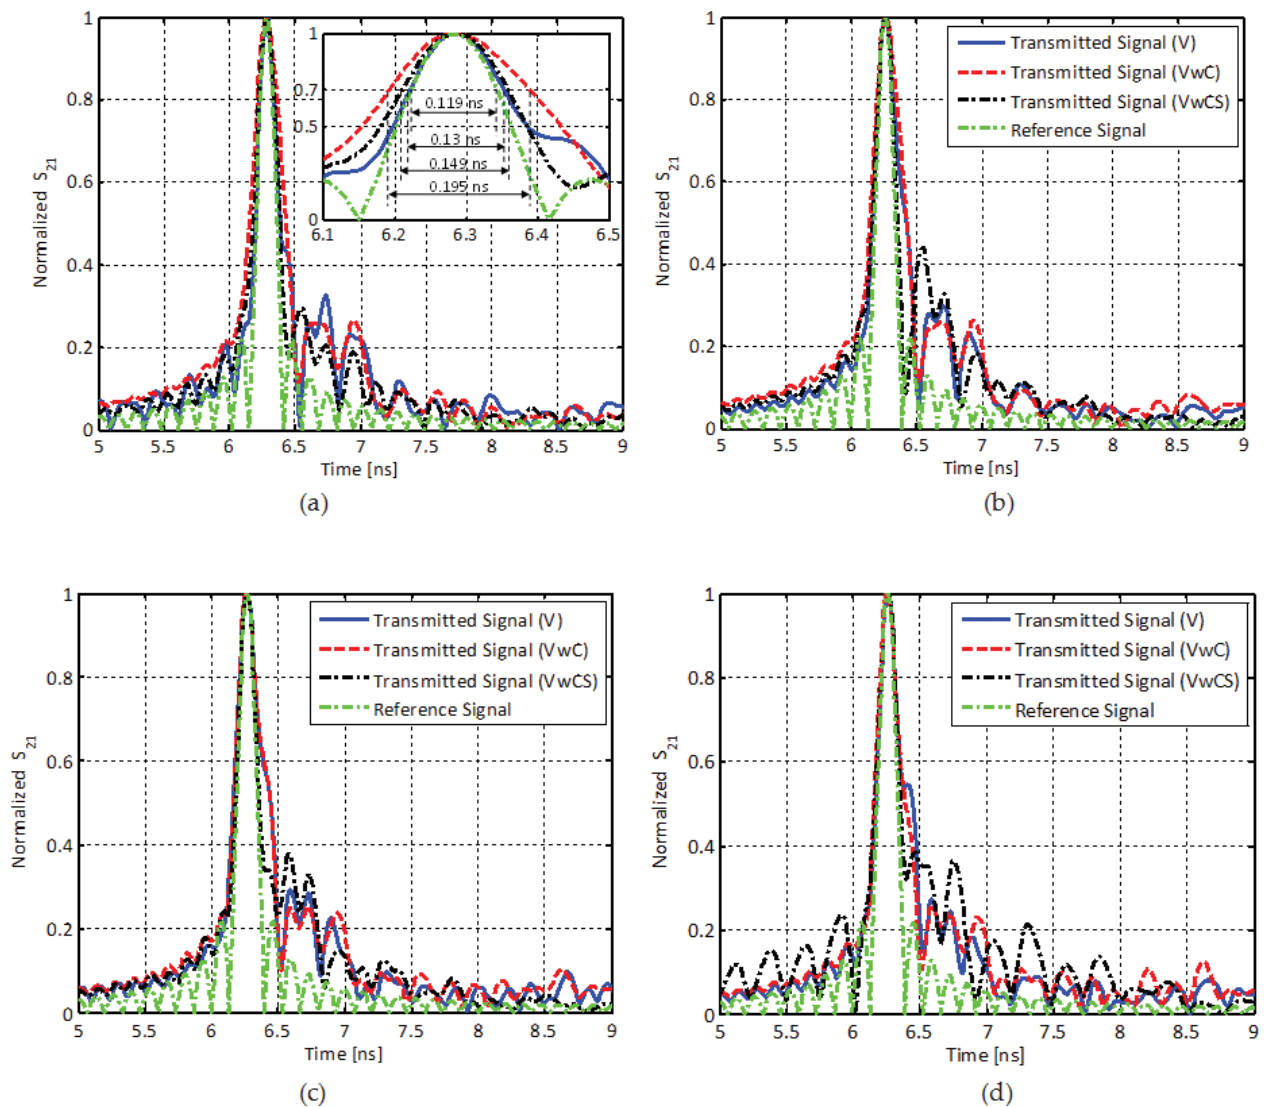 1
0.8
0.6
0.4
0.2
0
Normalized S21
5 5.5 6 6.5 7 7.5 8 8.5 9
Time [ns]
1
0.7
0.5
0
0.119 ns
0.13 ns
0.149 ns
0.195 ns
6.1 6.2 6.3 6.4 6.5
(a)
1
0.8
0.6
0.4
0.2
0
Normalized S21
Transmitted Signal (V)
Transmitted Signal (VwC)
Transmitted Signal (VwCS)
Reference Signal
5 5.5 6 6.5 7 7.5 8 8.5 9
Time [ns]
(b)
1
0.8
0.6
0.4
0.2
0
Normalized S21
Transmitted Signal (V)
Transmitted Signal (VwC)
Transmitted Signal (VwCS)
Reference Signal
5 5.5 6 6.5 7 7.5 8 8.5 9
Time [ns]
(c)
1
0.8
0.6
0.4
0.2
0
Normalized S21
Transmitted Signal (V)
Transmitted Signal (VwC)
Transmitted Signal (VwCS)
Reference Signal
5 5.5 6 6.5 7 7.5 8 8.5 9
Time [ns]
(d)